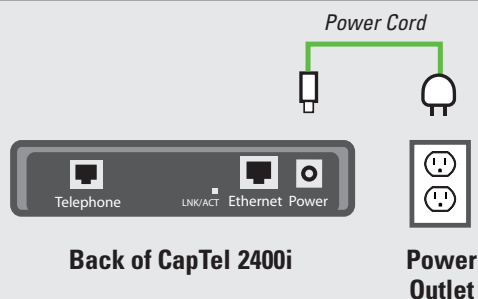 Power Cord
Telephone
LNK/ACT
Ethernet
Power
Back of CapTel 2400i
Power
Outlet